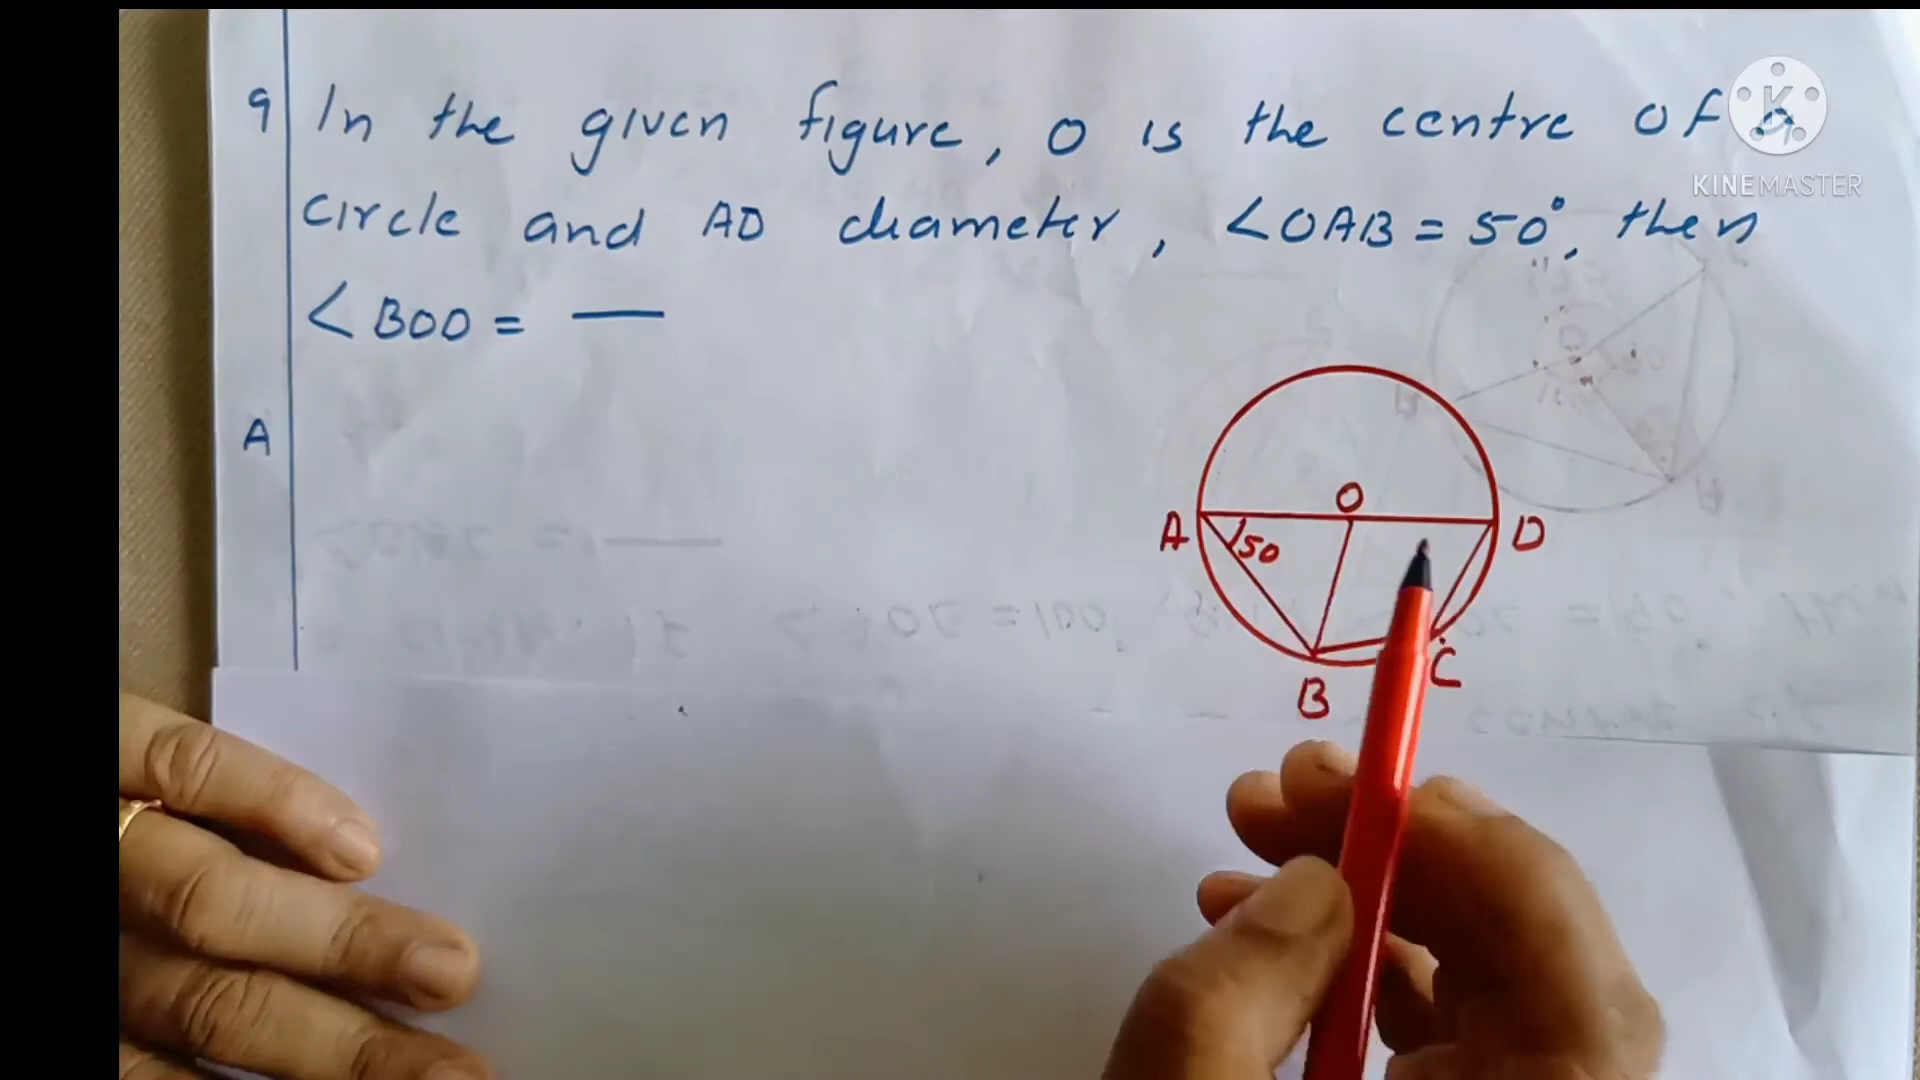 9 In the given figure, O is the centre of a
KINEMASTER
circle and AD diameter, ∠OAB = 50°, then
∠BOD = —
A
O
A 50 D
C
B